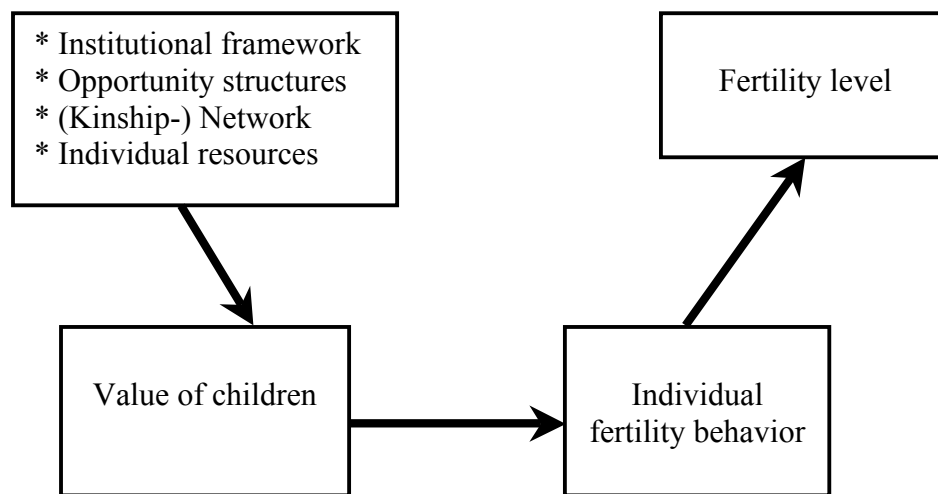 * Institutional framework
* Opportunity structures
* (Kinship-) Network
* Individual resources
Fertility level
Value of children
Individual
fertility behavior